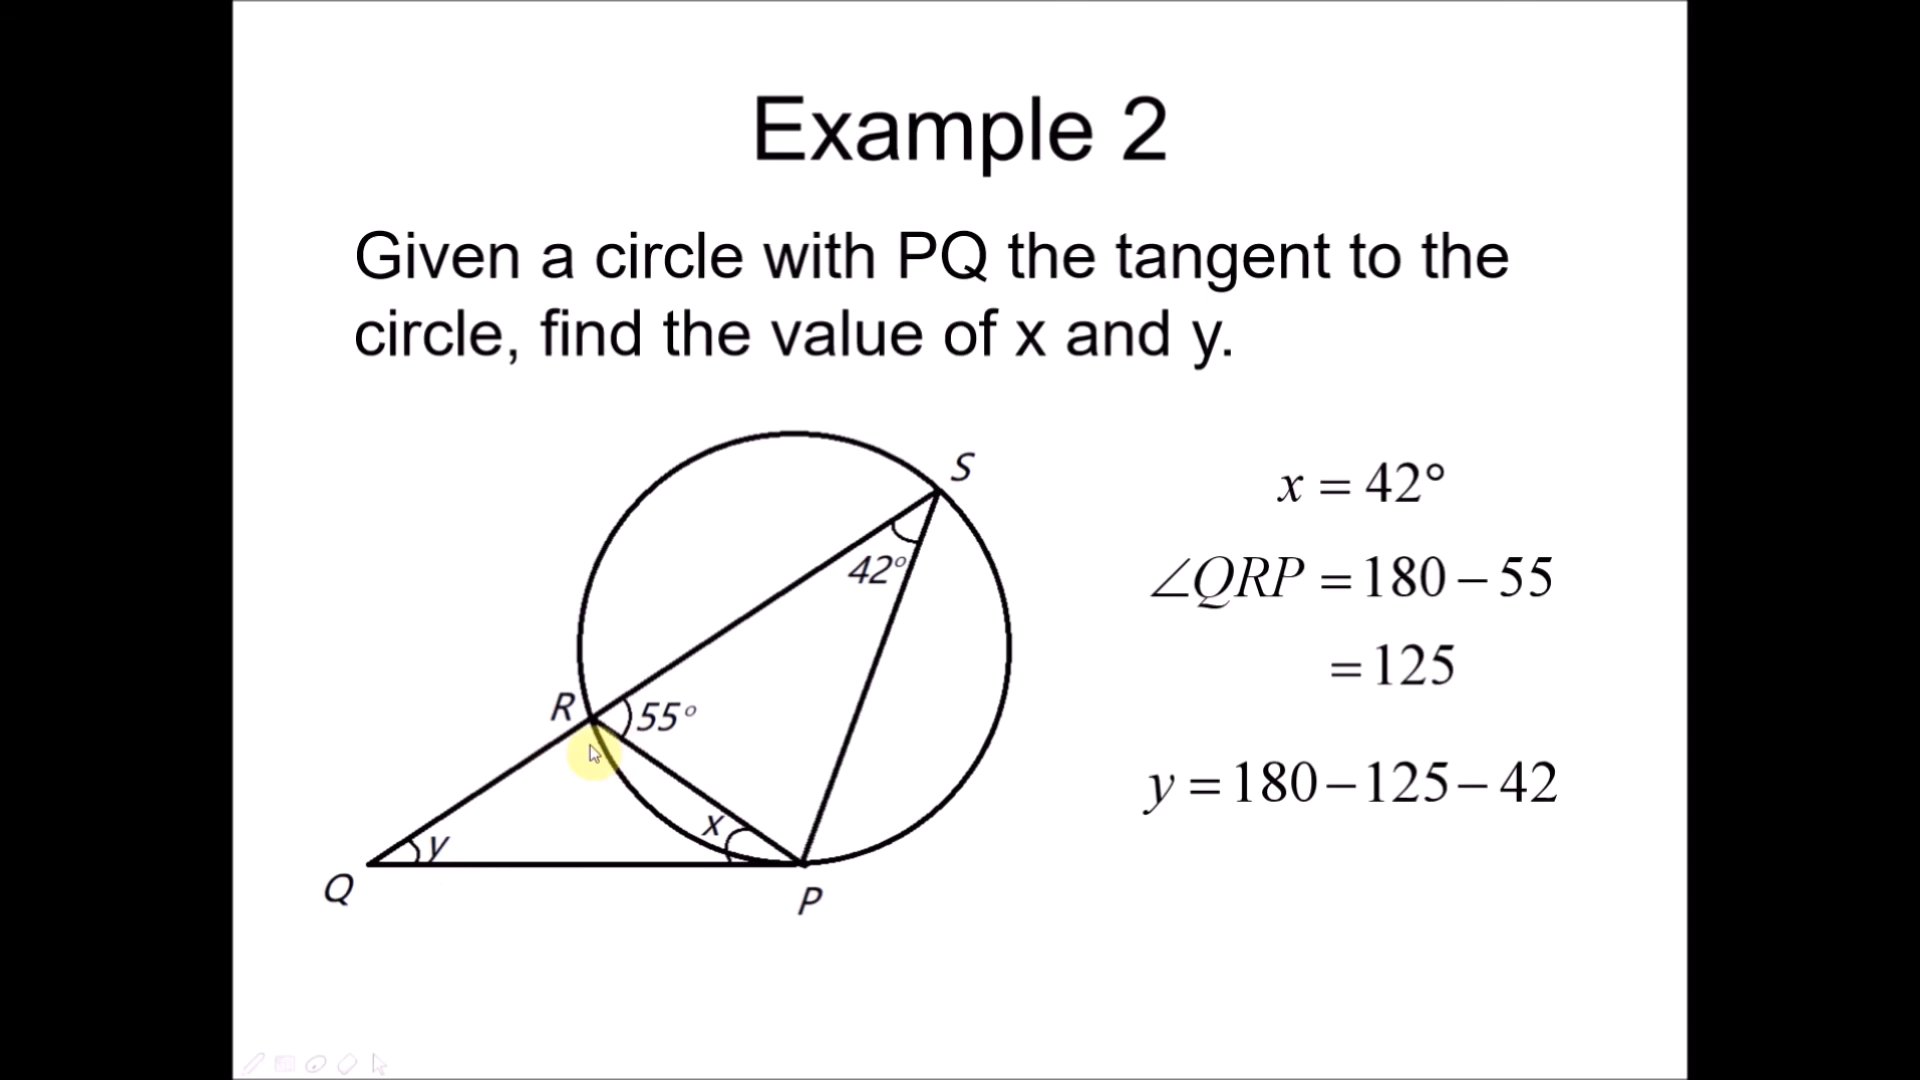 Example 2
Given a circle with PQ the tangent to the
circle, find the value of x and y.
S
42°
R
55°
x
y
Q
P
x = 42°
∠QRP = 180 – 55
= 125
y = 180 – 125 – 42